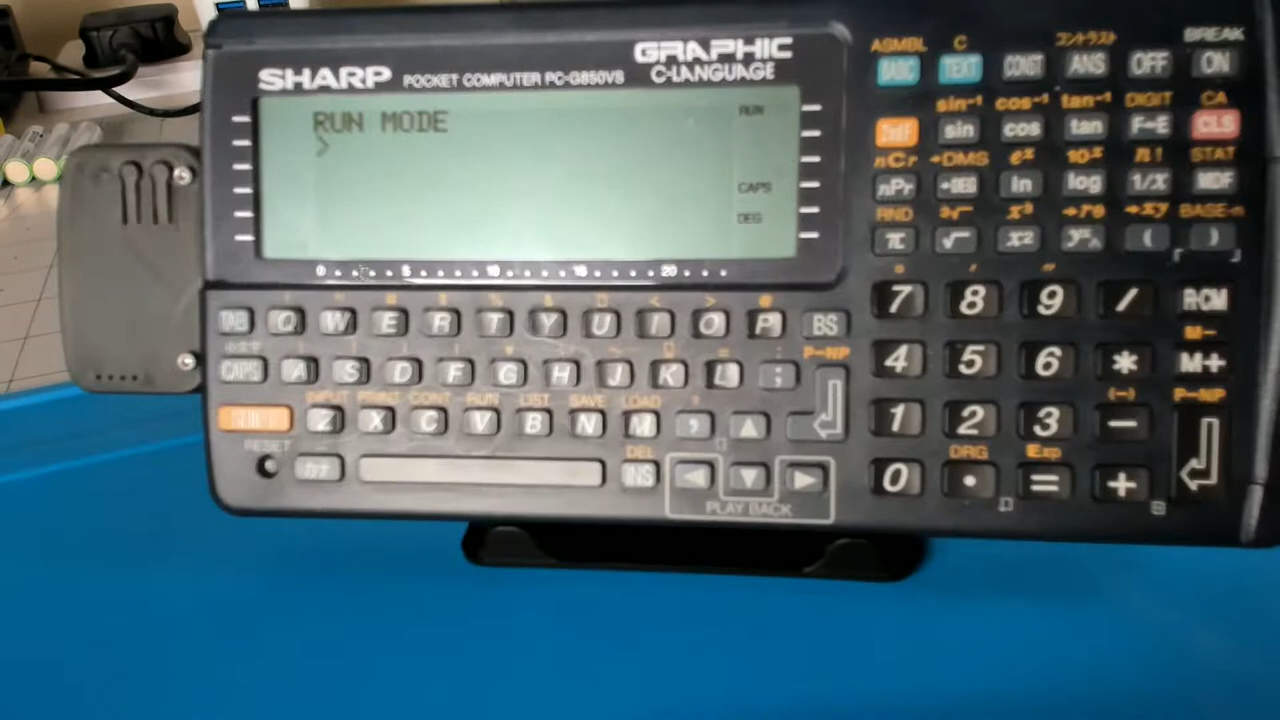 GRAPHIC
SHARP POCKET COMPUTER PC-G850VS C-LANGUAGE
RUN MODE
>
RUN
CAPS
DEG
0 5 10 15 20
ASMBL C コントラスト BREAK
BASIC TEXT CONST ANS OFF ON
sin⁻¹ cos⁻¹ tan⁻¹ DIGIT CA
2ndF sin cos tan F↔E CLS
nCr →DMS eˣ 10ˣ n! STAT
nPr →DEG ln log 1/X MDF
RND ³√ x³ →rθ →xy BASE-n
π √ x² yˣ^ ( )
7 8 9 / R•CM
M-
4 5 6 * M+
(-) P↔NP
1 2 3 -
DRG Exp
0 • = +
TAB Q W E R T Y U I O P BS
P↔NP
CAPS A S D F G H J K L ;
INPUT PRINT CONT RUN LIST SAVE LOAD
Z X C V B N M ,
RESET DEL
INS
PLAY BACK